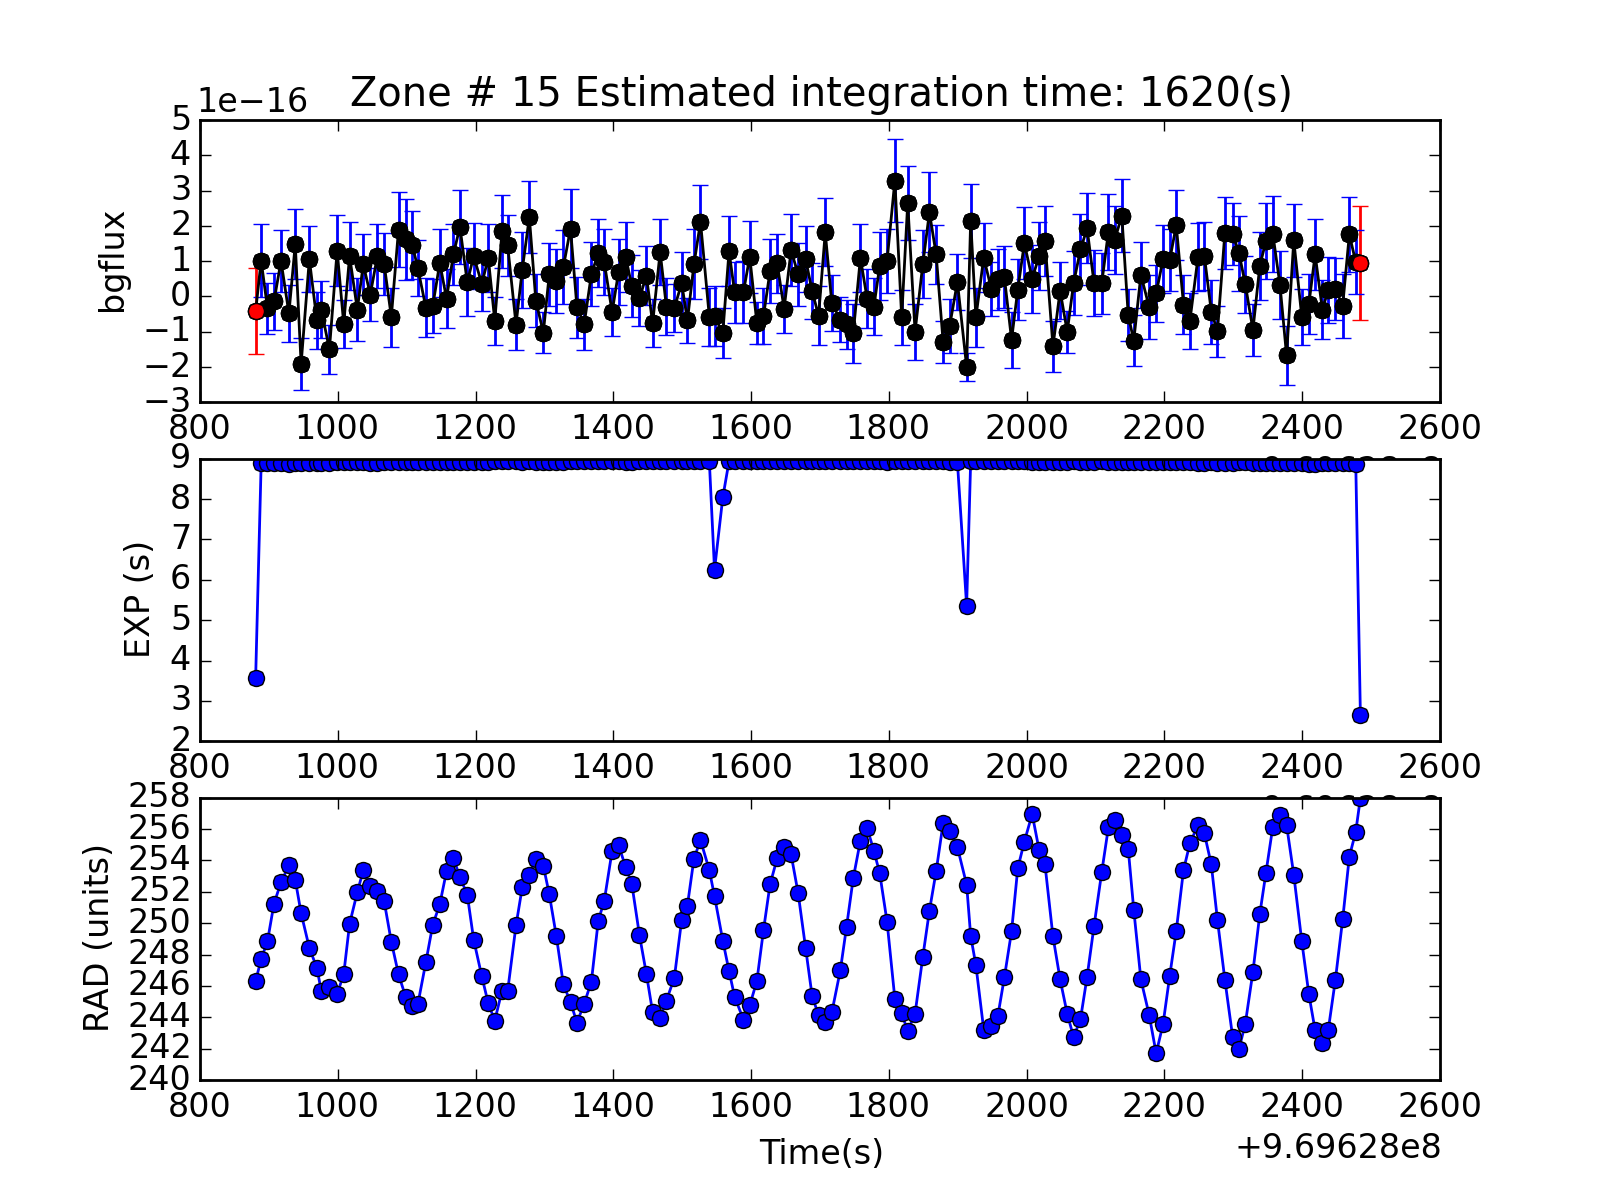 Zone # 15 Estimated integration time: 1620(s)
1e−16
5
4
3
2
1
0
−1
−2
−3
bgflux
800 1000 1200 1400 1600 1800 2000 2200 2400 2600
9
8
7
6
5
4
3
2
EXP (s)
800 1000 1200 1400 1600 1800 2000 2200 2400 2600
258
256
254
252
250
248
246
244
242
240
RAD (units)
800 1000 1200 1400 1600 1800 2000 2200 2400 2600
Time(s)
+9.69628e8